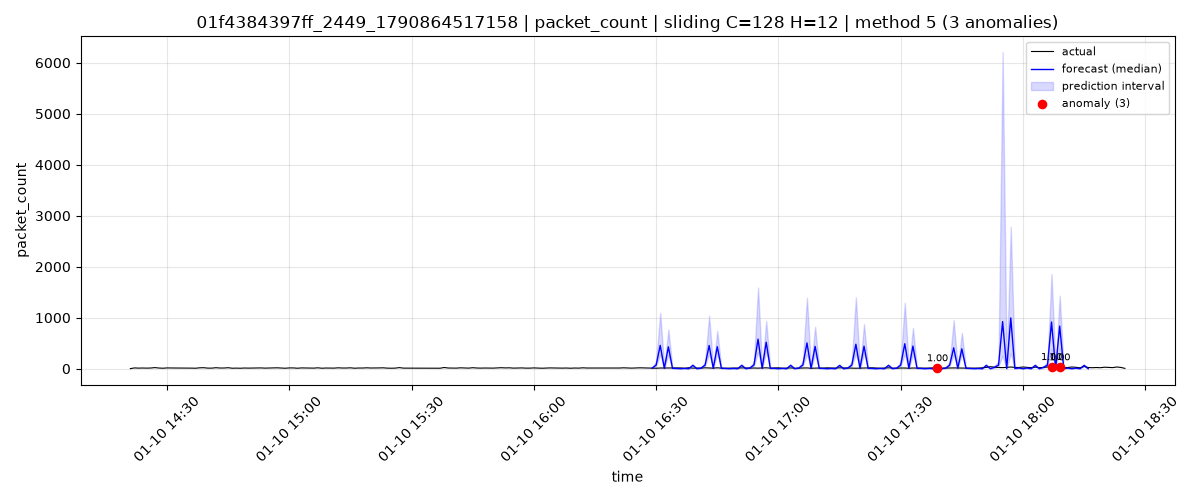 01f4384397ff_2449_1790864517158 | packet_count | sliding C=128 H=12 | method 5 (3 anomalies)
packet_count
6000
5000
4000
3000
2000
1000
0
actual
forecast (median)
prediction interval
anomaly (3)
1.00
1.00
01-10 14:30
01-10 15:00
01-10 15:30
01-10 16:00
01-10 16:30
01-10 17:00
01-10 17:30
01-10 18:00
01-10 18:30
time